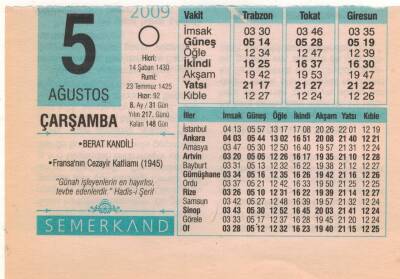 2009
5
AĞUSTOS
Hicri:
14 Şaban 1430
Rumi:
23 Temmuz 1425
Hızır: 92
8. Ay / 31 Gün
Yılın 217. Günü
Kalan 148 Gün
ÇARŞAMBA
• BERAT KANDİLİ
• Fransa'nın Cezayir Katliamı (1945)
"Günah işleyenlerin en hayırlısı,
tevbe edenlerdir." Hadis-i Şerif
SEMERKAND
Vakit Trabzon Tokat Giresun
İmsak 03 30 03 46 03 35
Güneş 05 14 05 28 05 19
Öğle 12 34 12 47 12 39
İkindi 16 25 16 37 16 30
Akşam 19 42 19 53 19 47
Yatsı 21 17 21 27 21 22
Kıble 12 27 12 24 12 26
İller İmsak Güneş Öğle İkindi Akşam Yatsı Kıble
İstanbul 04 13 05 57 13 17 17 08 20 26 22 01 12 19
Ankara 04 03 05 44 13 02 16 51 20 08 21 40 12 21
Amasya 03 47 05 30 12 50 16 40 19 57 21 31 12 24
Artvin 03 20 05 05 12 26 16 17 19 35 21 10 12 28
Bayburt 03 31 05 13 12 32 16 22 19 39 21 12 12 27
Gümüşhane 03 34 05 16 12 35 16 25 19 42 21 15 12 26
Ordu 03 37 05 21 12 42 16 33 19 50 21 25 12 25
Rize 03 26 05 10 12 31 16 22 19 39 21 14 12 27
Samsun 03 42 05 27 12 48 16 39 19 57 21 32 12 24
Sinop 03 43 05 30 12 52 16 45 20 03 21 41 12 24
Görele 03 35 05 19 12 38 16 29 19 46 21 21 12 26
Of 03 28 05 12 12 32 16 23 19 40 21 15 12 25